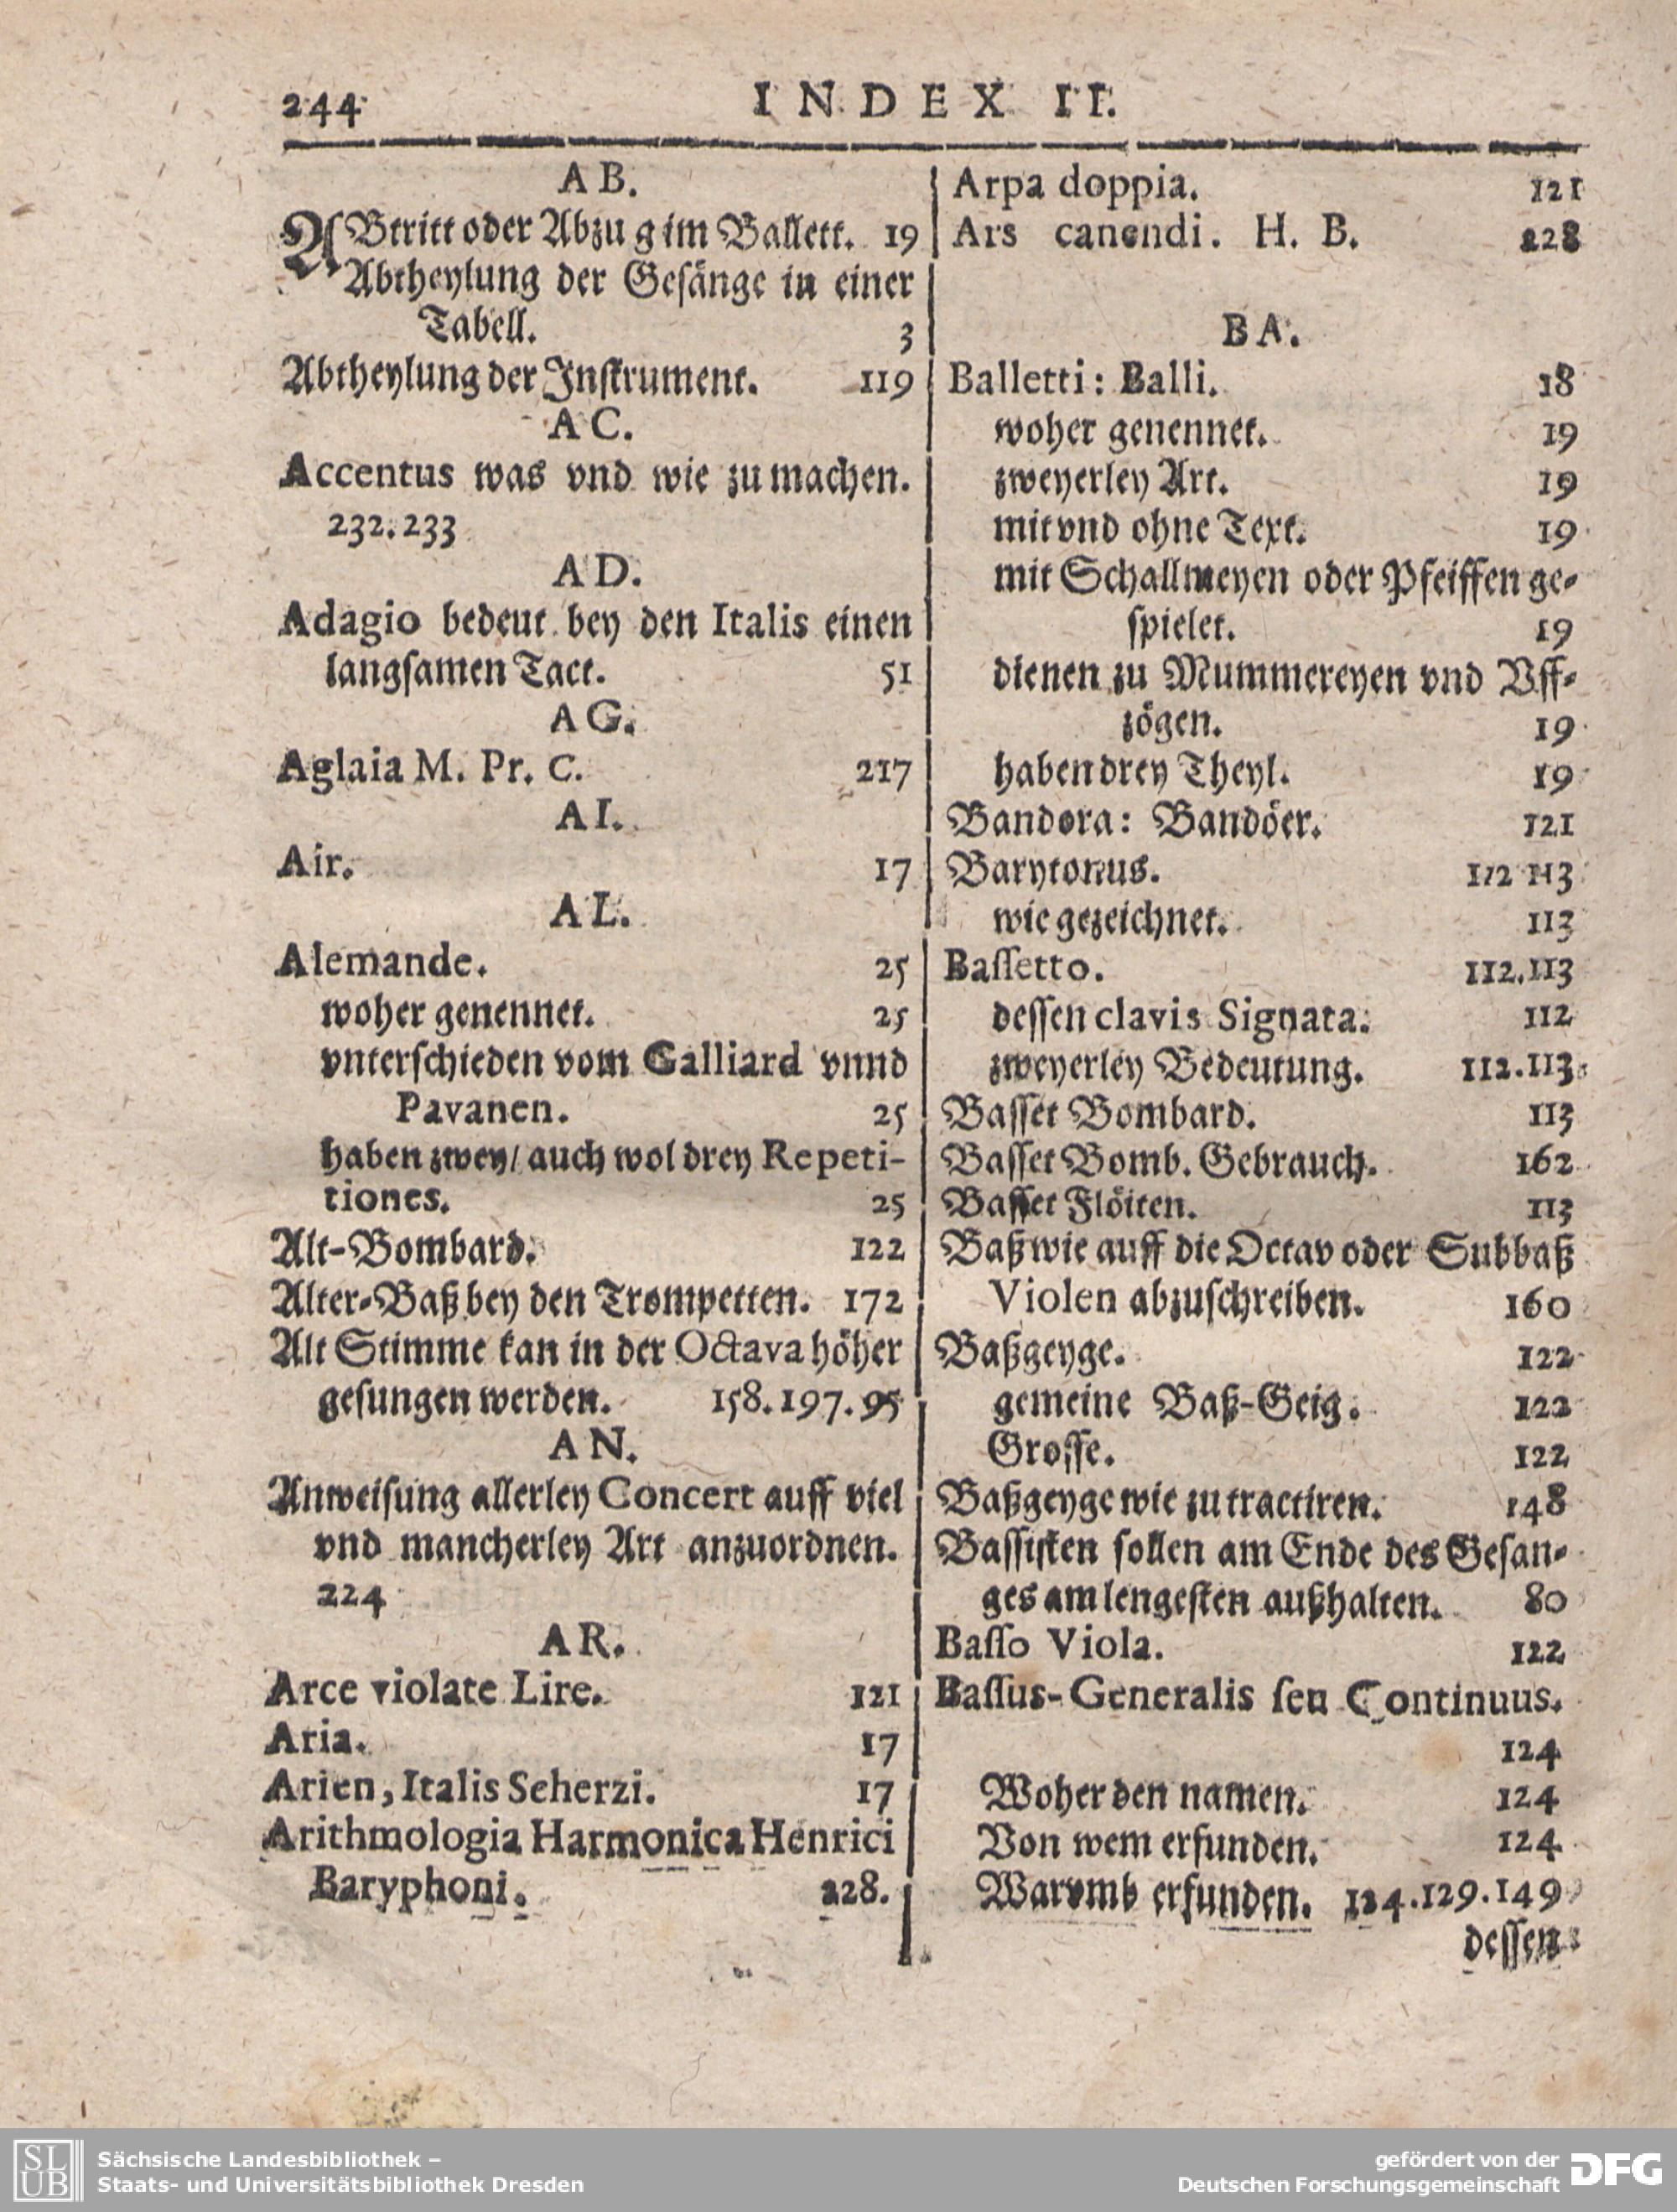 244 INDEX II.
AB.
ABtritt oder Abzug im Ballett. 19
Abtheylung der Gesänge in einer
Tabell. 3
Abtheylung der Instrument. 119
AC.
Accentus was vnd wie zu machen.
232.233
AD.
Adagio bedeut bey den Italis einen
langsamen Tact. 51
AG.
Aglaia M. Pr. C. 217
AI.
Air. 17
AL.
Alemande. 25
woher genennet. 25
vnterschieden vom Galliard vnnd
Pavanen. 25
haben zwey/ auch wol drey Repeti-
tiones. 25
Alt-Bombard. 122
Alter-Baß bey den Trompetten. 172
Alt Stimme kan in der Octava höher
gesungen werden. 158.197.95
AN.
Anweisung allerley Concert auff viel
vnd mancherley Art anzuordnen.
224
AR.
Arce violate Lire. 121
Aria. 17
Arien, Italis Seherzi. 17
Arithmologia Harmonica Henrici
Baryphoni. 228.
Arpa doppia. 121
Ars canendi. H. B. 228
BA.
Balletti: Balli. 18
woher genennet. 19
zweyerley Art. 19
mit vnd ohne Text. 19
mit Schallmeyen oder Pfeiffen ge-
spielet. 19
dienen zu Mummereyen vnd Vff-
zögen. 19
haben drey Theyl. 19
Bandora: Bandöer. 121
Barytonus. 112 113
wie gezeichnet. 113
Bassetto. 112.113
dessen clavis Signata. 112
zweyerley Bedeutung. 112.113.
Basset Bombard. 113
Basset Bomb. Gebrauch. 162
Basset Flöiten. 113
Baß wie auff die Octav oder Subbaß
Violen abzuschreiben. 160
Baßgeyge. 122
gemeine Baß-Geig. 122
Grosse. 122
Baßgeyge wie zu tractiren. 148
Bassisten sollen am Ende des Gesan-
ges am lengesten außhalten. 80
Basso Viola. 122
Bassus-Generalis seu Continuus.
124
Woher den namen. 124
Von wem erfunden. 124
Warvmb erfunden. 124.129.149
dessen
SLUB
Sächsische Landesbibliothek –
Staats- und Universitätsbibliothek Dresden
gefördert von der
Deutschen Forschungsgemeinschaft
DFG